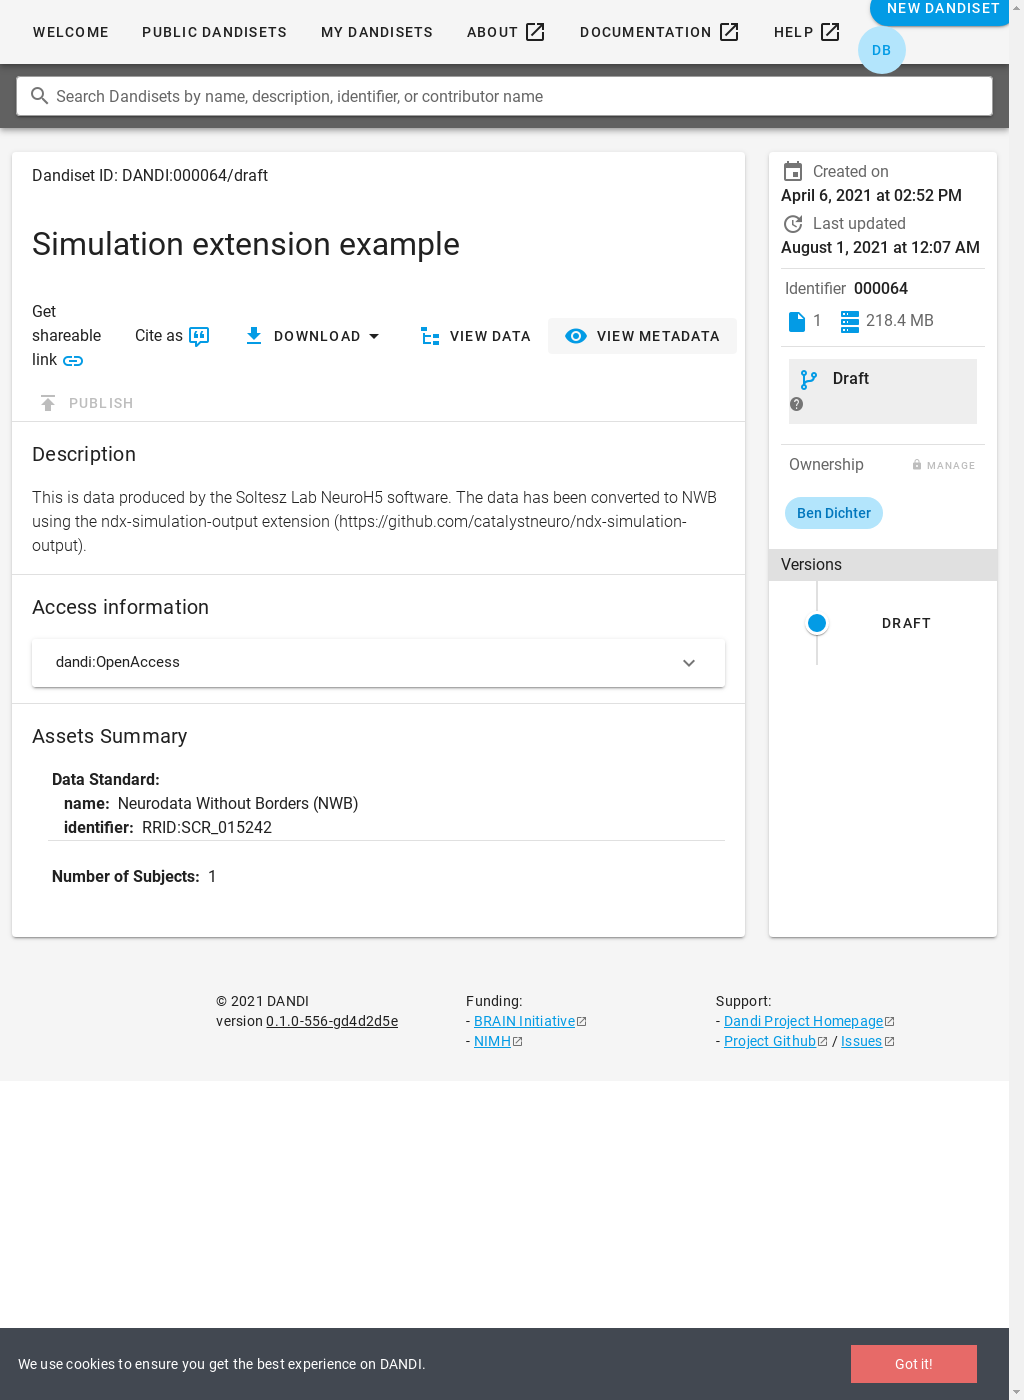 WELCOME
PUBLIC DANDISETS
MY DANDISETS
ABOUT
DOCUMENTATION
HELP
NEW DANDISET
DB
Search Dandisets by name, description, identifier, or contributor name
Dandiset ID: DANDI:000064/draft
Simulation extension example
Get
shareable
link
Cite as
DOWNLOAD
VIEW DATA
VIEW METADATA
PUBLISH
Description
This is data produced by the Soltesz Lab NeuroH5 software. The data has been converted to NWB
using the ndx-simulation-output extension (https://github.com/catalystneuro/ndx-simulation-
output).
Access information
dandi:OpenAccess
Assets Summary
Data Standard:
name: Neurodata Without Borders (NWB)
identifier: RRID:SCR_015242
Number of Subjects: 1
Created on
April 6, 2021 at 02:52 PM
Last updated
August 1, 2021 at 12:07 AM
Identifier 000064
1 218.4 MB
Draft
Ownership
MANAGE
Ben Dichter
Versions
DRAFT
© 2021 DANDI
version 0.1.0-556-gd4d2d5e
Funding:
- BRAIN Initiative
- NIMH
Support:
- Dandi Project Homepage
- Project Github / Issues
We use cookies to ensure you get the best experience on DANDI.
Got it!